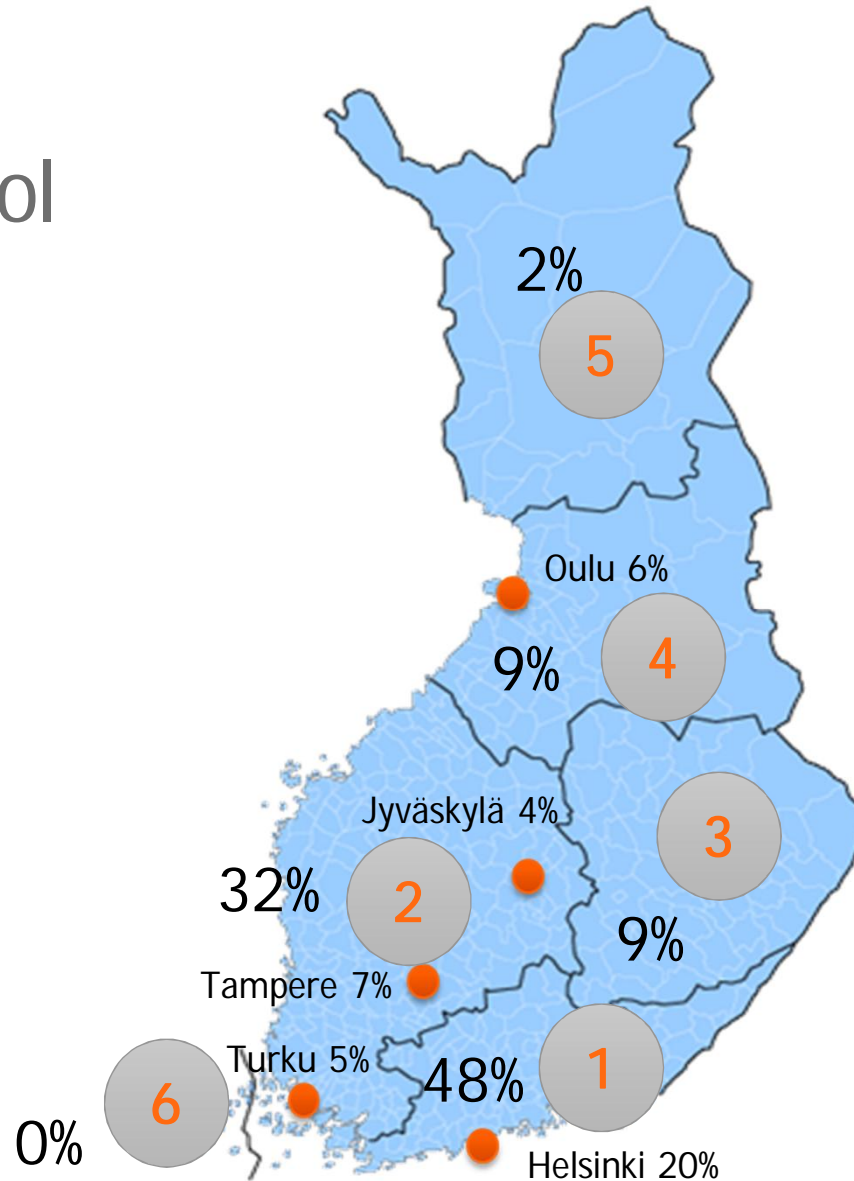 ol
2%
5
Oulu 6%
9%
4
Jyväskylä 4%
3
32%
2
9%
Tampere 7%
Turku 5%
48%
1
6
0%
Helsinki 20%